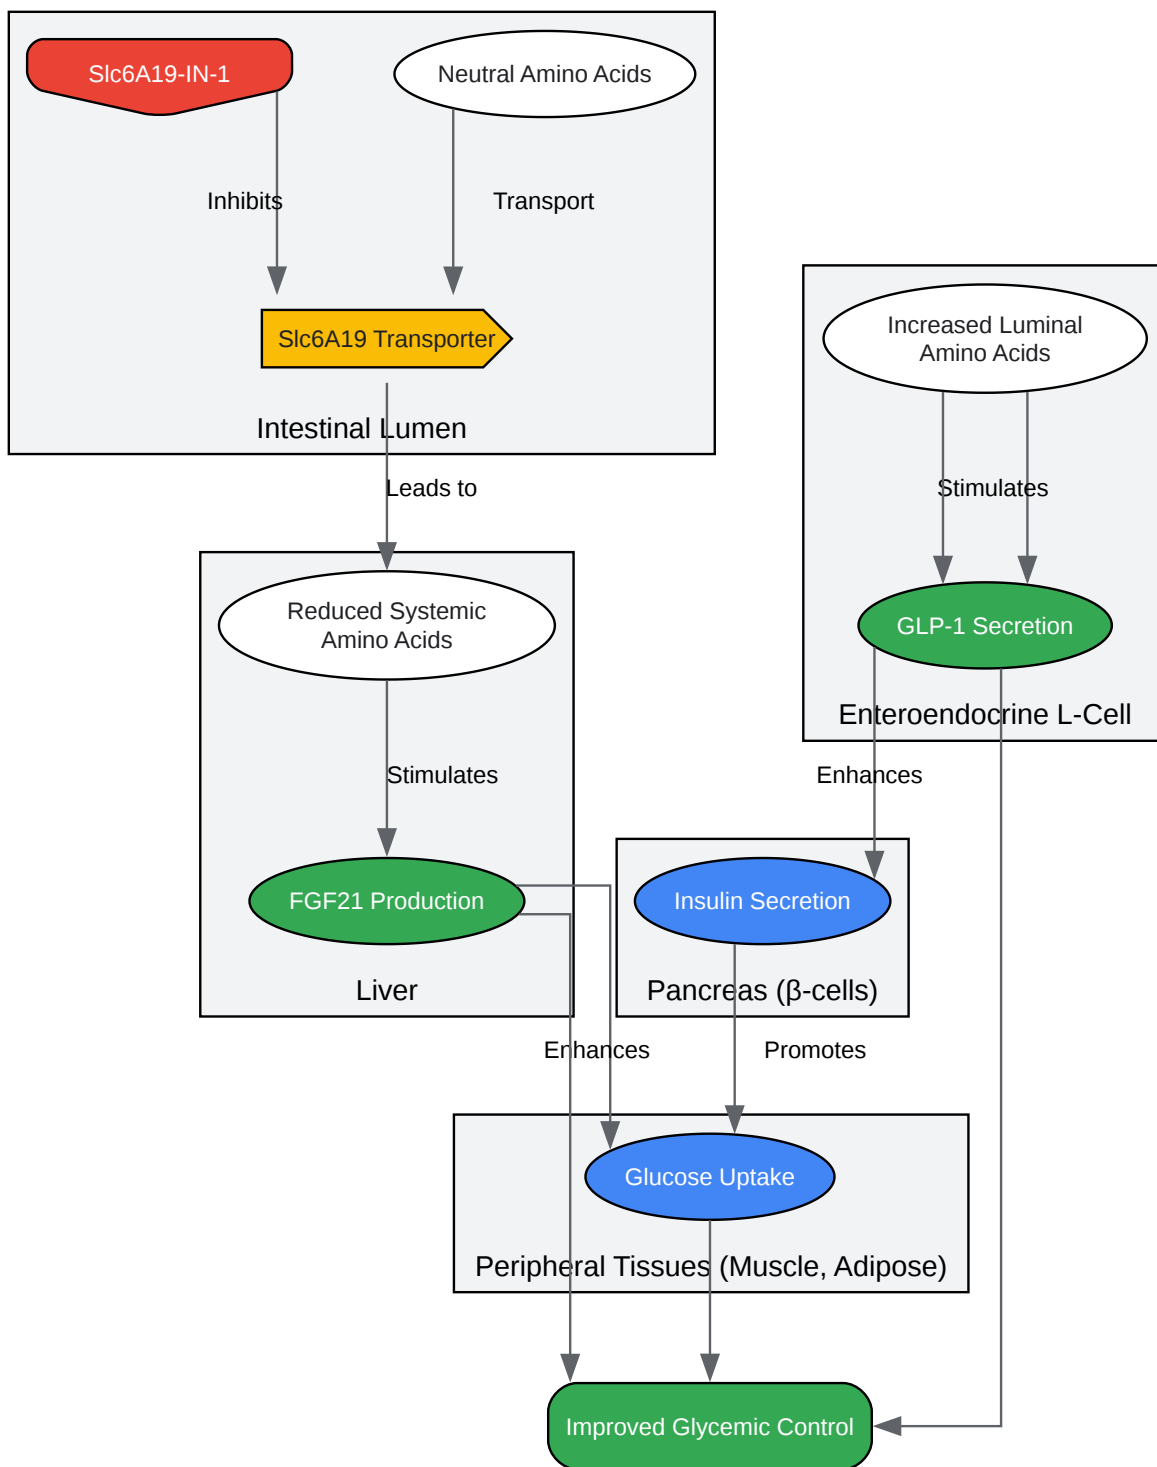 Slc6A19-IN-1
Neutral Amino Acids
Inhibits
Transport
Slc6A19 Transporter
Intestinal Lumen
Increased Luminal
Amino Acids
Leads to
Stimulates
Reduced Systemic
Amino Acids
GLP-1 Secretion
Enteroendocrine L-Cell
Stimulates
Enhances
FGF21 Production
Insulin Secretion
Liver
Pancreas (β-cells)
Enhances
Promotes
Glucose Uptake
Peripheral Tissues (Muscle, Adipose)
Improved Glycemic Control